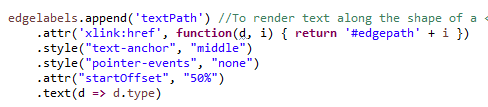 edgelabels.append('textPath') //To render text along the shape of a <
.attr('xlink:href', function(d, i) { return '#edgepath' + i })
.style("text-anchor", "middle")
.style("pointer-events", "none")
.attr("startOffset", "50%")
.text(d => d.type)